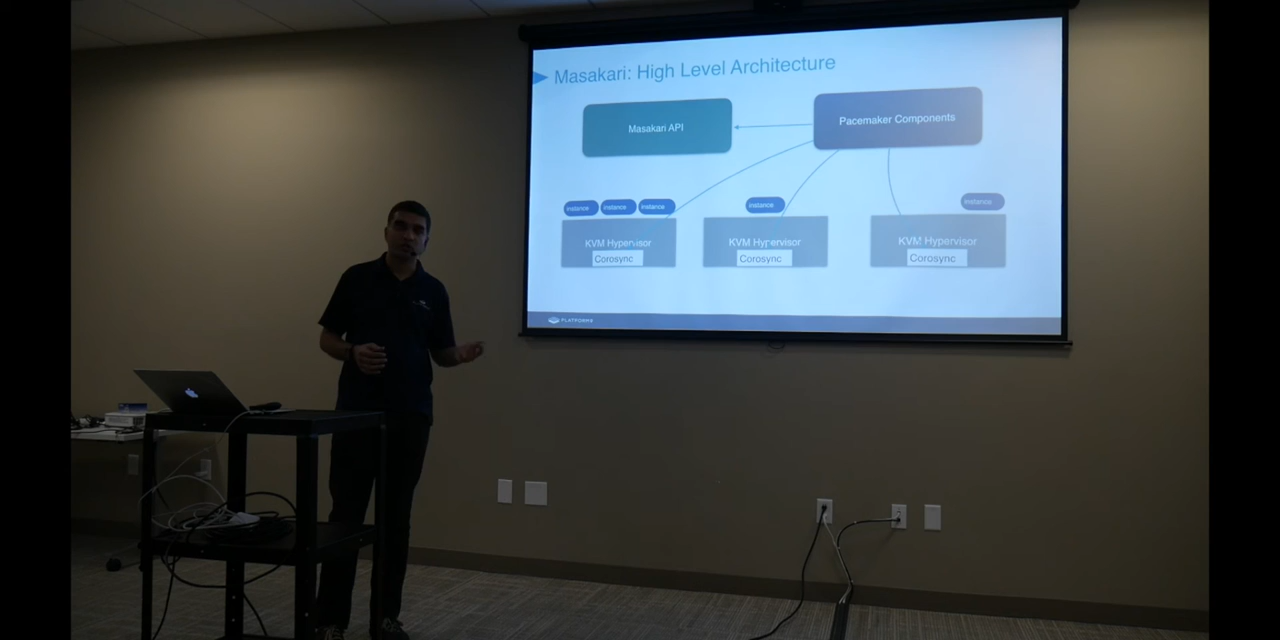 Masakari: High Level Architecture
Masakari API
Pacemaker Components
instance
instance
instance
instance
instance
KVM Hypervisor
KVM Hypervisor
KVM Hypervisor
Corosync
Corosync
Corosync
PLATFORM9